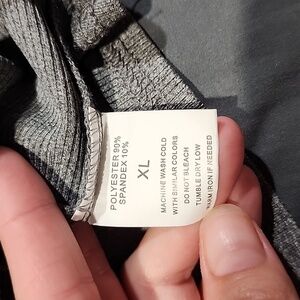 POLYESTER 90%
SPANDEX 10%
XL
MACHINE WASH COLD
WITH SIMILAR COLORS
DO NOT BLEACH
TUMBLE DRY LOW
WARM IRON IF NEEDED